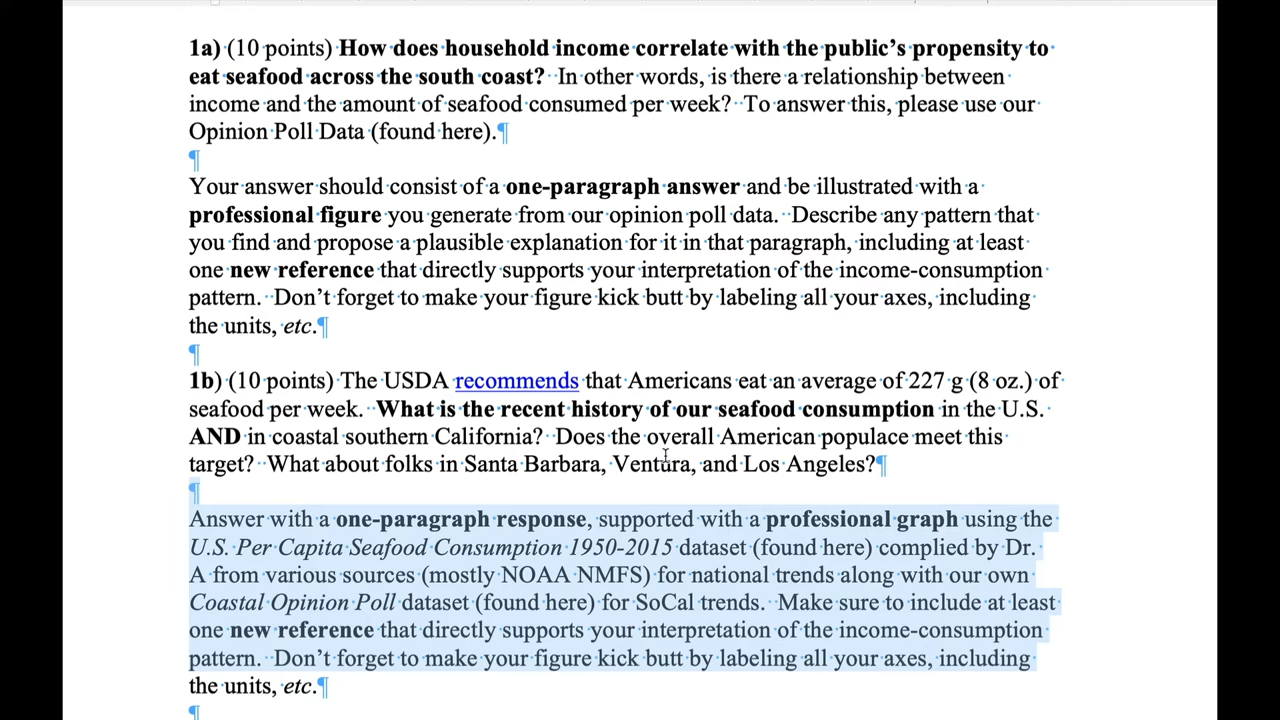 1a) (10 points) How does household income correlate with the public’s propensity to
eat seafood across the south coast?  In other words, is there a relationship between
income and the amount of seafood consumed per week?  To answer this, please use our
Opinion Poll Data (found here).¶
¶
Your answer should consist of a one-paragraph answer and be illustrated with a
professional figure you generate from our opinion poll data.  Describe any pattern that
you find and propose a plausible explanation for it in that paragraph, including at least
one new reference that directly supports your interpretation of the income-consumption
pattern.  Don’t forget to make your figure kick butt by labeling all your axes, including
the units, etc.¶
¶
1b) (10 points) The USDA recommends that Americans eat an average of 227 g (8 oz.) of
seafood per week.  What is the recent history of our seafood consumption in the U.S.
AND in coastal southern California?  Does the overall American populace meet this
target?  What about folks in Santa Barbara, Ventura, and Los Angeles?¶
¶
Answer with a one-paragraph response, supported with a professional graph using the
U.S. Per Capita Seafood Consumption 1950-2015 dataset (found here) complied by Dr.
A from various sources (mostly NOAA NMFS) for national trends along with our own
Coastal Opinion Poll dataset (found here) for SoCal trends.  Make sure to include at least
one new reference that directly supports your interpretation of the income-consumption
pattern.  Don’t forget to make your figure kick butt by labeling all your axes, including
the units, etc.¶
¶